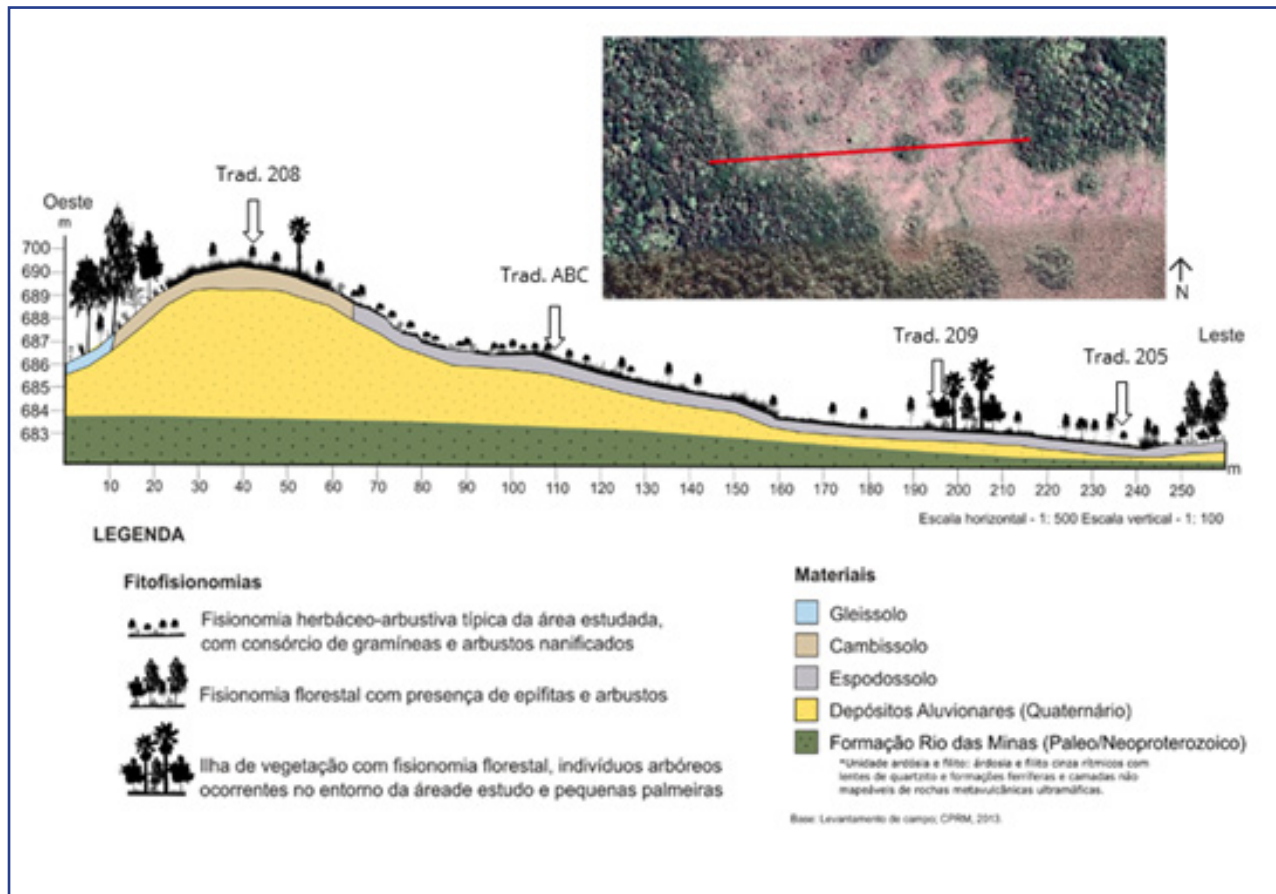 Trad. 208
Oeste
m
Trad. ABC
N
700
690
689
688
687
686
685
684
683
Trad. 209
Trad. 205
Leste
m
10 20 30 40 50 60 70 80 90 100 110 120 130 140 150 160 170 180 190 200 210 220 230 240 250
Escala horizontal - 1: 500 Escala vertical - 1: 100
LEGENDA
Fitofisionomias
Fisionomia herbáceo-arbustiva típica da área estudada,
com consórcio de gramíneas e arbustos nanificados
Fisionomia florestal com presença de epífitas e arbustos
Ilha de vegetação com fisionomia florestal, indivíduos arbóreos
ocorrentes no entorno da áreade estudo e pequenas palmeiras
Materiais
Gleissolo
Cambissolo
Espodossolo
Depósitos Aluvionares (Quaternário)
Formação Rio das Minas (Paleo/Neoproterozoico)
*Unidade ardósia e filito: árdosia e filito cinza rítmicos com
lentes de quartzito e formações ferríferas e camadas não
mapeáveis de rochas metavulcânicas ultramáficas.
Base: Levantamento de campo; CPRM, 2013.